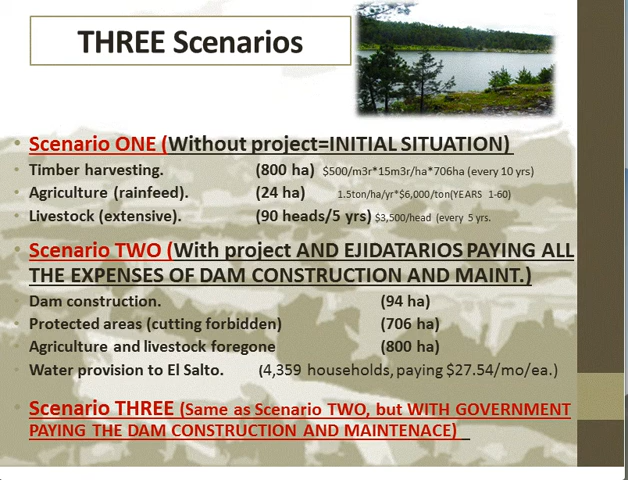 THREE Scenarios
• Scenario ONE (Without project=INITIAL SITUATION)
• Timber harvesting. (800 ha) $500/m3r*15m3r/ha*706ha (every 10 yrs)
• Agriculture (rainfeed). (24 ha) 1.5ton/ha/yr*$6,000/ton(YEARS 1-60)
• Livestock (extensive). (90 heads/5 yrs) $3,500/head (every 5 yrs.
• Scenario TWO (With project AND EJIDATARIOS PAYING ALL
THE EXPENSES OF DAM CONSTRUCTION AND MAINT.)
• Dam construction. (94 ha)
• Protected areas (cutting forbidden) (706 ha)
• Agriculture and livestock foregone (800 ha)
• Water provision to El Salto. (4,359 households, paying $27.54/mo/ea.)
• Scenario THREE (Same as Scenario TWO, but WITH GOVERNMENT
PAYING THE DAM CONSTRUCTION AND MAINTENACE)